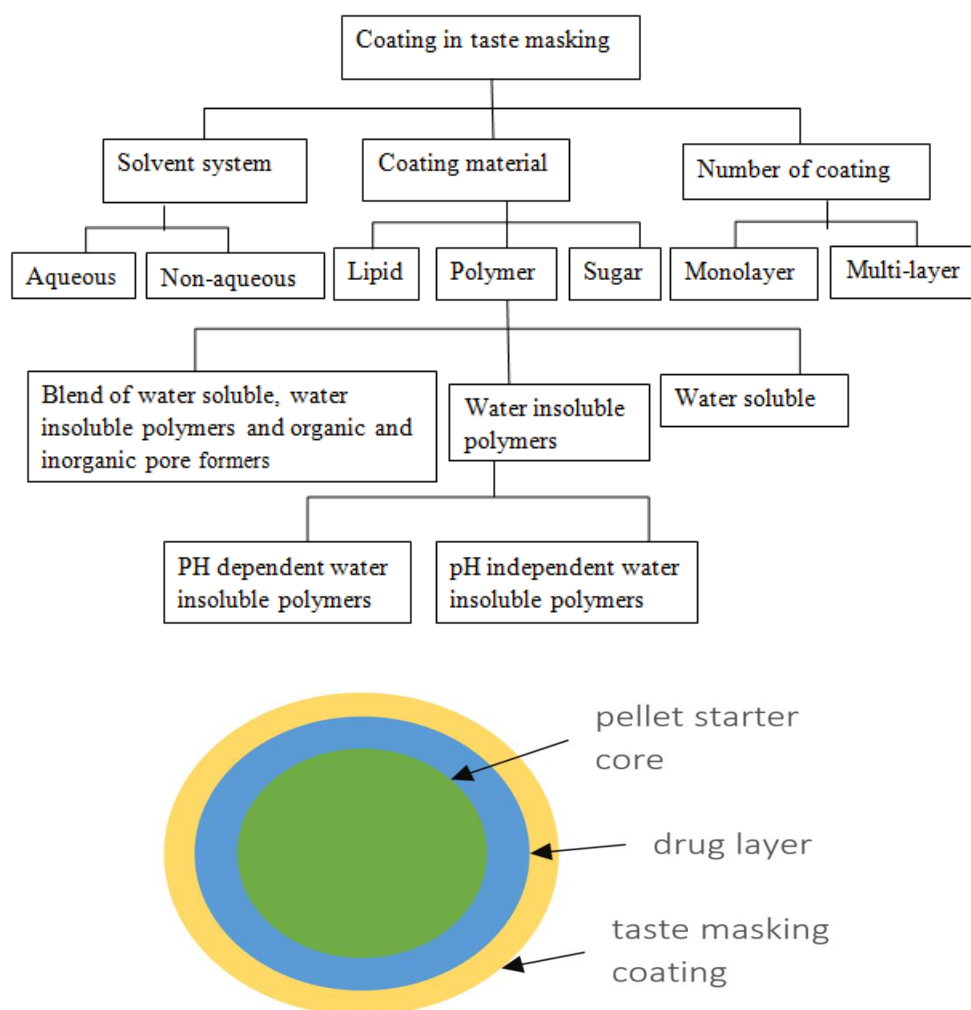 Coating in taste masking
Solvent system
Coating material
Number of coating
Aqueous
Non-aqueous
Lipid
Polymer
Sugar
Monolayer
Multi-layer
Blend of water soluble, water
insoluble polymers and organic and
inorganic pore formers
Water insoluble
polymers
Water soluble
PH dependent water
insoluble polymers
pH independent water
insoluble polymers
pellet starter
core
drug layer
taste masking
coating